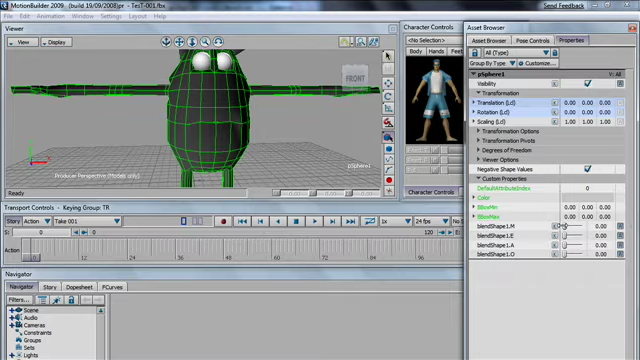 MotionBuilder 2009 (build 19/09/2008)pr - TesT-001.fbx
Send Feedback
File Edit
Window
Help
Viewer
View
Display
FRONT
Producer Perspective (Models only)
pSphere1
Ready
Character Controls
<No Selection>
Body Hands Feet
Character Controls
Asset Browser
Asset Browser Pose Controls Properties
All (Type)
Group By Type
Customize...
pSphere1
V: All
Visibility
Transformation
Translation (Lcl) 0.00 0.00 0.00
Rotation (Lcl) 0.00 0.00 0.00
Scaling (Lcl) 1.00 1.00 1.00
Transformation Options
Transformation Pivots
Degrees of Freedom
Viewer Options
Negative Shape Values
Custom Properties
DefaultAttributeIndex 0
Color
BBoxMin 0.00 0.00 0.00
BBoxMax 0.00 0.00 0.00
blendShape1.M 0.00
blendShape1.E 0.00
blendShape1.A 0.00
blendShape1.O 0.00
Transport Controls - Keying Group: TR
Story Action Take 001
1x 24 fps
S: 0 0 120 E:
Action
0 12 24 36 48 60 72 84 96
Navigator
Navigator Story Dopesheet FCurves
Filters...
Scene
Audio
Cameras
Constraints
Groups
Sets
Lights